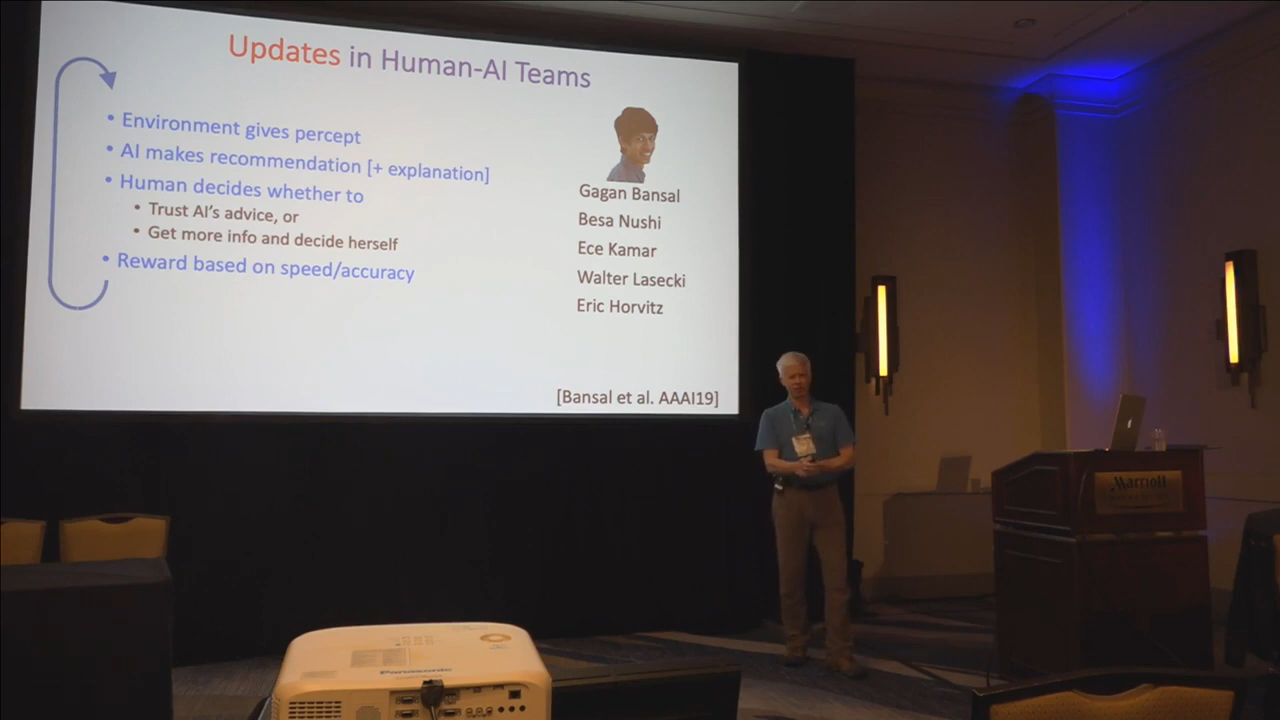 Updates in Human-AI Teams
• Environment gives percept
• AI makes recommendation [+ explanation]
• Human decides whether to
• Trust AI's advice, or
• Get more info and decide herself
• Reward based on speed/accuracy
Gagan Bansal
Besa Nushi
Ece Kamar
Walter Lasecki
Eric Horvitz
[Bansal et al. AAAI19]
Marriott
Panasonic